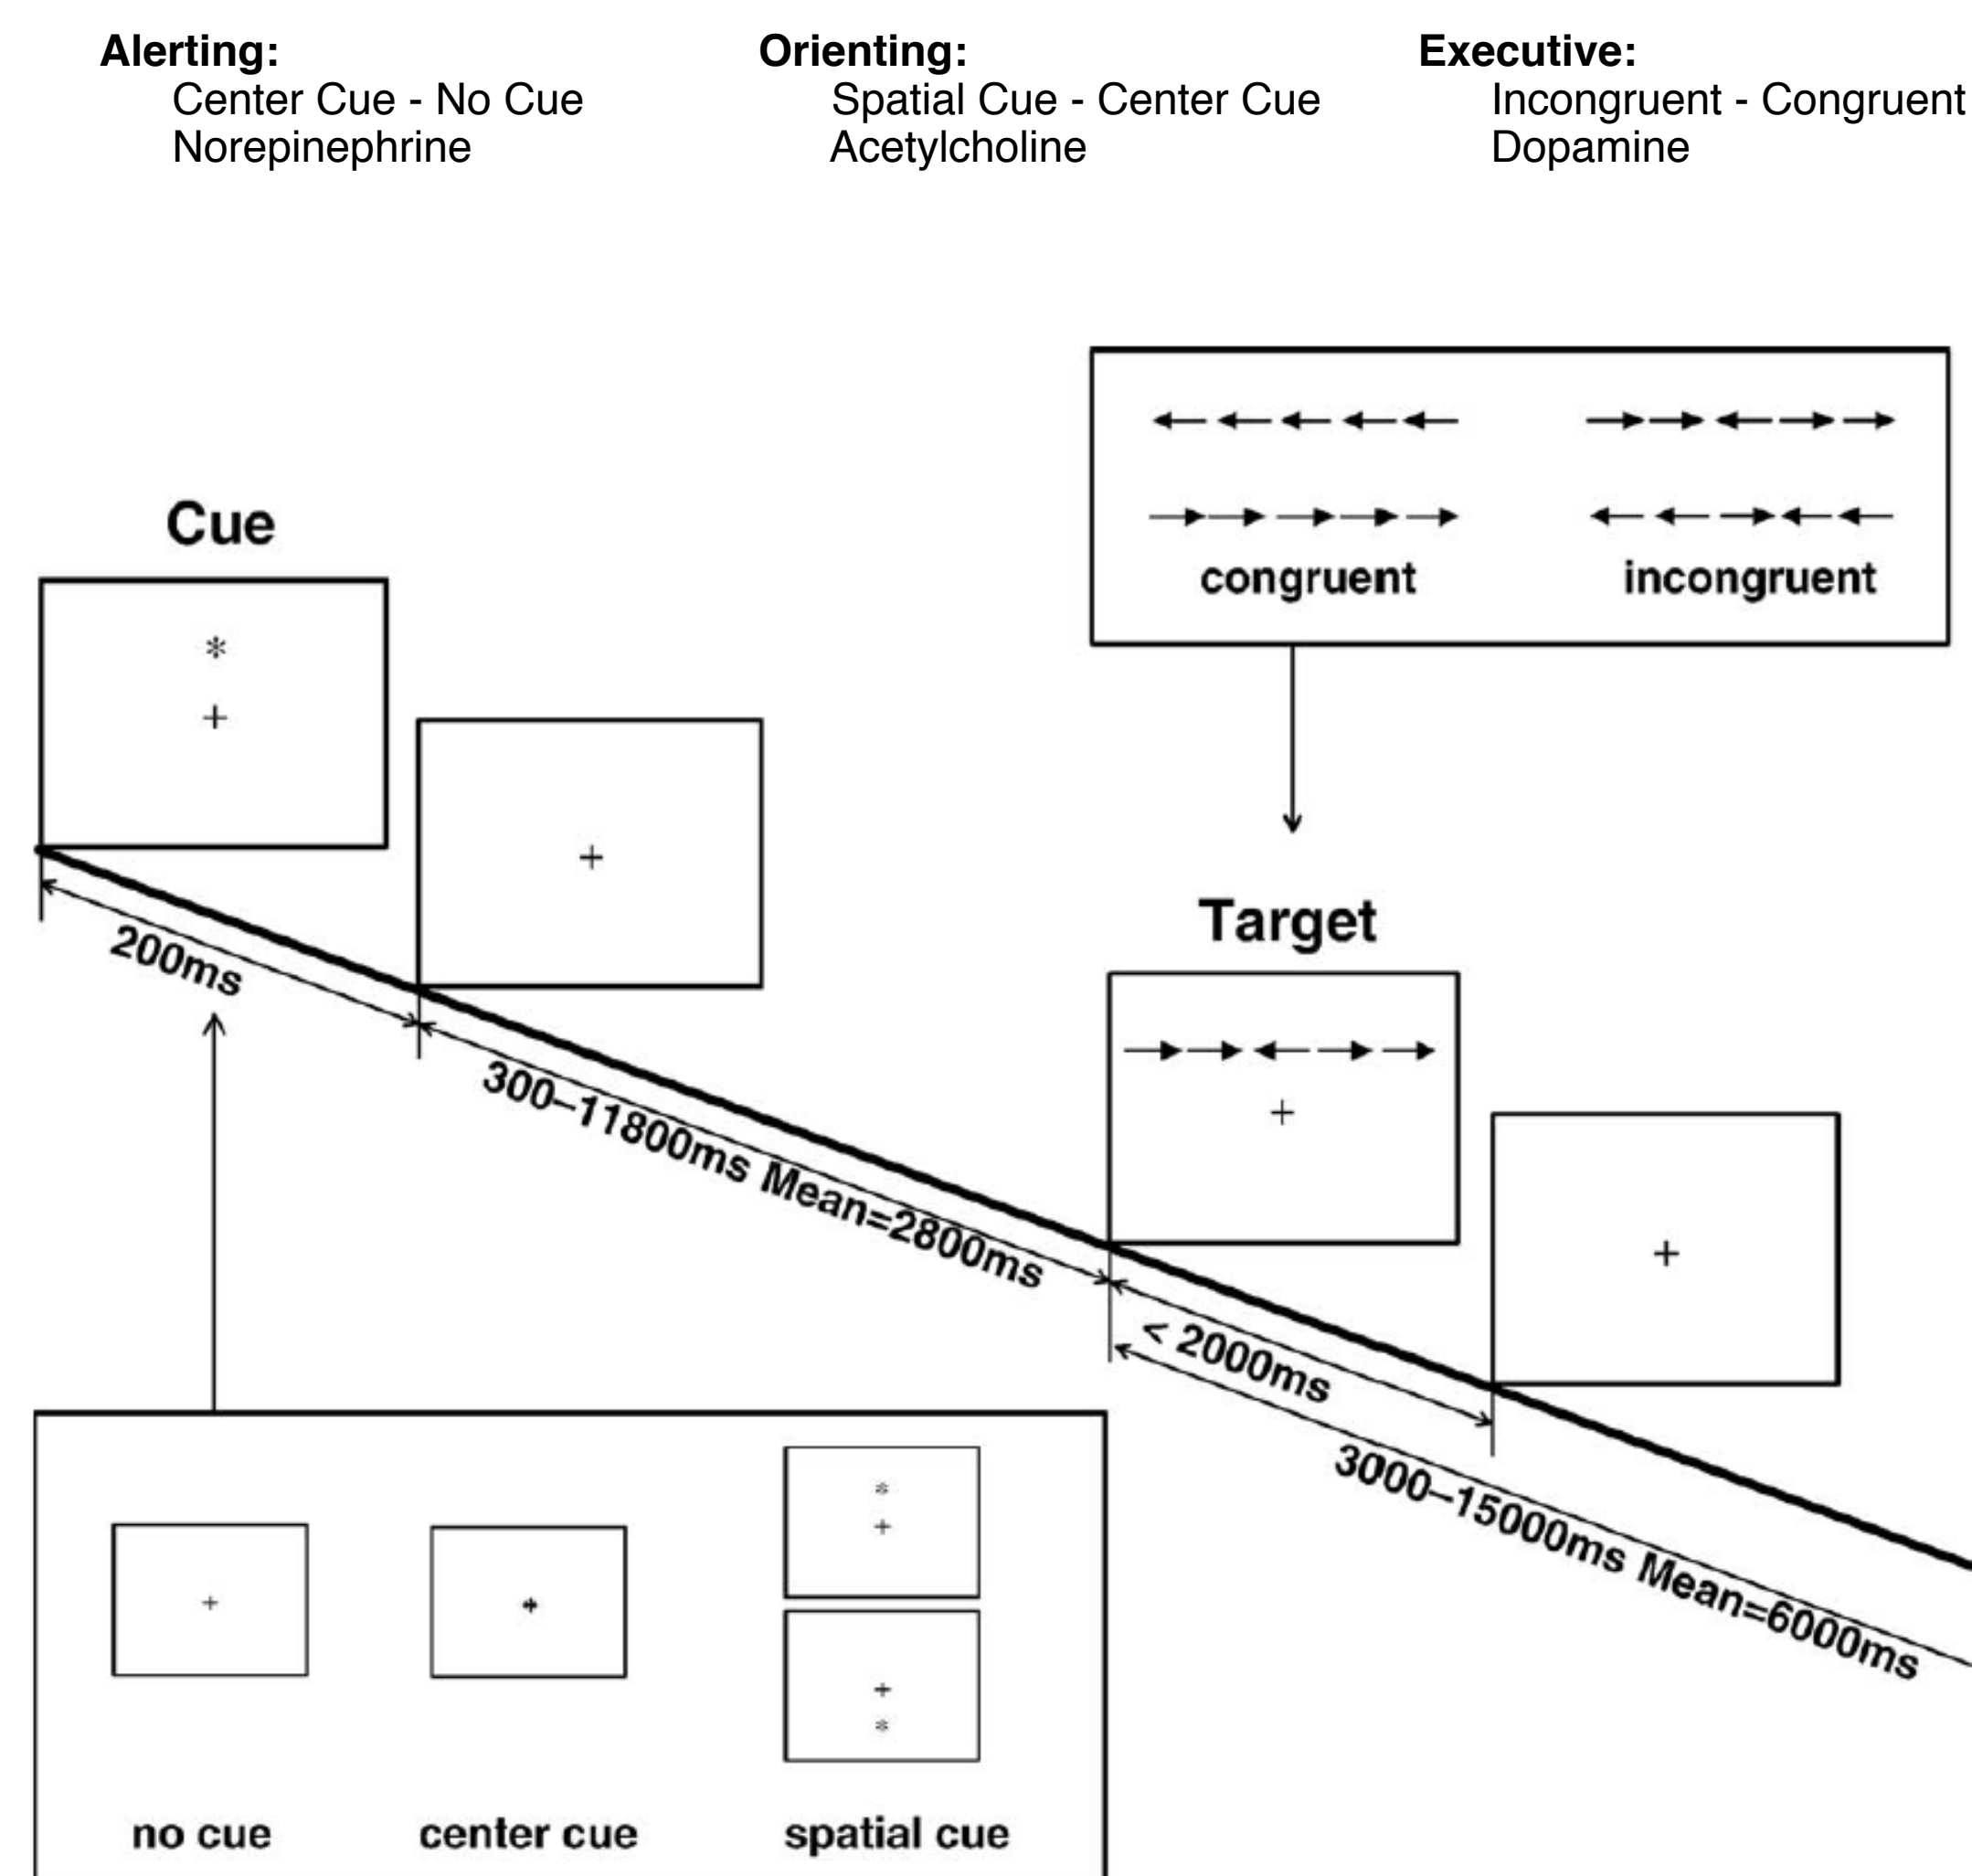 Alerting:
Center Cue - No Cue
Norepinephrine
Orienting:
Spatial Cue - Center Cue
Acetylcholine
Executive:
Incongruent - Congruent
Dopamine
congruent
incongruent
Cue
*
+
+
200ms
300–11800ms Mean=2800ms
Target
+
+
< 2000ms
3000–15000ms Mean=6000ms
+
*
+
+
*
no cue
center cue
spatial cue